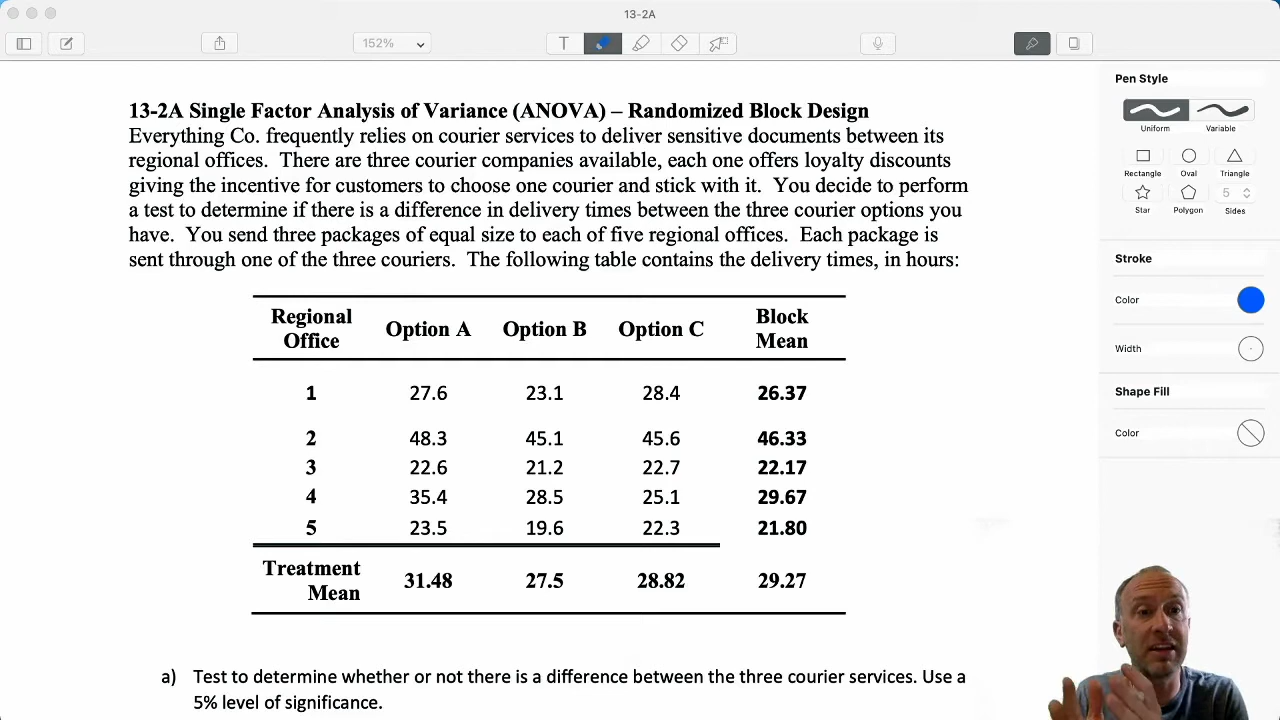 13-2A
152%
T
13-2A Single Factor Analysis of Variance (ANOVA) – Randomized Block Design
Everything Co. frequently relies on courier services to deliver sensitive documents between its
regional offices. There are three courier companies available, each one offers loyalty discounts
giving the incentive for customers to choose one courier and stick with it. You decide to perform
a test to determine if there is a difference in delivery times between the three courier options you
have. You send three packages of equal size to each of five regional offices. Each package is
sent through one of the three couriers. The following table contains the delivery times, in hours:
Regional Office Option A Option B Option C Block Mean
1 27.6 23.1 28.4 26.37
2 48.3 45.1 45.6 46.33
3 22.6 21.2 22.7 22.17
4 35.4 28.5 25.1 29.67
5 23.5 19.6 22.3 21.80
Treatment Mean 31.48 27.5 28.82 29.27
a) Test to determine whether or not there is a difference between the three courier services. Use a
5% level of significance.
Pen Style
Uniform Variable
Rectangle Oval Triangle
5
Star Polygon Sides
Stroke
Color
Width
Shape Fill
Color